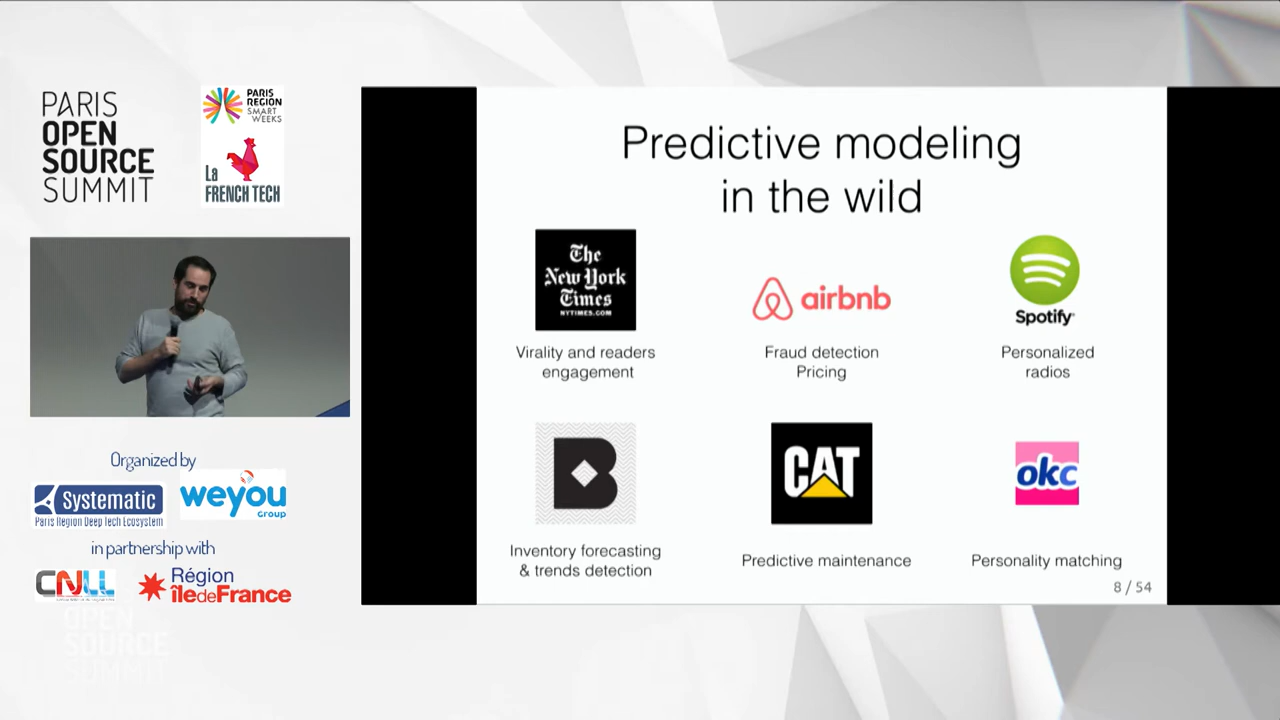 PARIS
OPEN
SOURCE
SUMMIT
PARIS
REGION
SMART
WEEKS
La
FRENCH TECH
Organized by
Systematic
Paris Region Deep Tech Ecosystem
weyou
Group
in partnership with
CNLL
Région
îledeFrance
OPEN
SOURCE
SUMMIT
Predictive modeling
in the wild
The
New York
Times
NYTIMES.COM
Virality and readers
engagement
airbnb
Fraud detection
Pricing
Spotify
Personalized
radios
B
Inventory forecasting
& trends detection
CAT
Predictive maintenance
okc
Personality matching
8 / 54